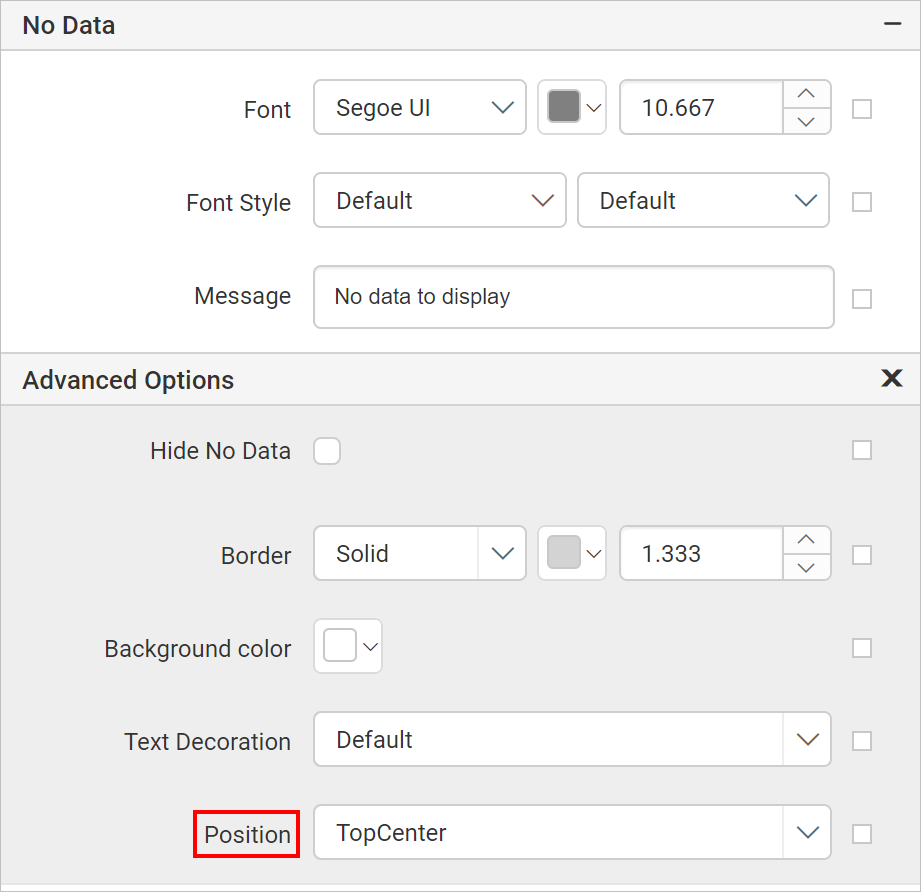 No Data
Font Segoe UI 10.667
Font Style Default Default
Message No data to display
Advanced Options
Hide No Data
Border Solid 1.333
Background color
Text Decoration Default
Position TopCenter